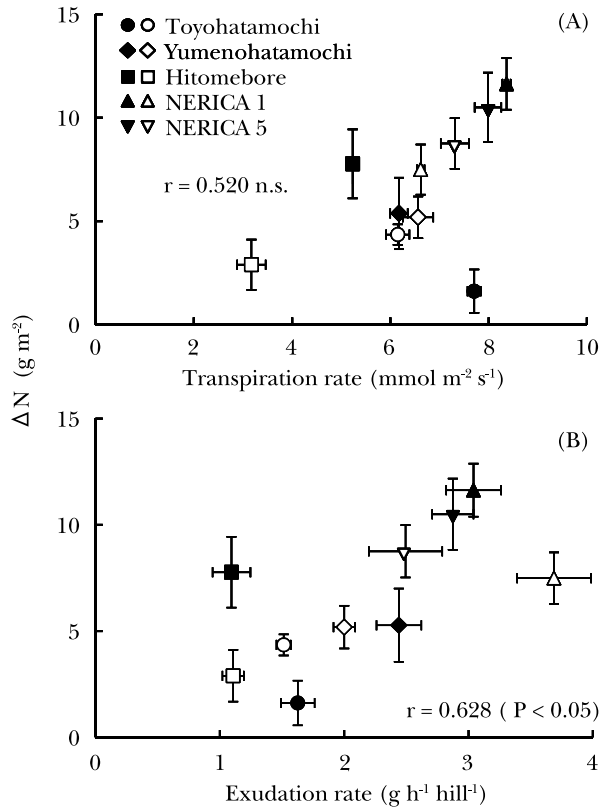 15
(A)
Toyohatamochi
Yumenohatamochi
Hitomebore
NERICA 1
10
NERICA 5
r = 0.520 n.s.
5
0
0 2 4 6 8 10
Transpiration rate (mmol m-2 s-1)
ΔN (g m-2)
15
(B)
10
5
r = 0.628 ( P < 0.05)
0
0 1 2 3 4
Exudation rate (g h-1 hill-1)